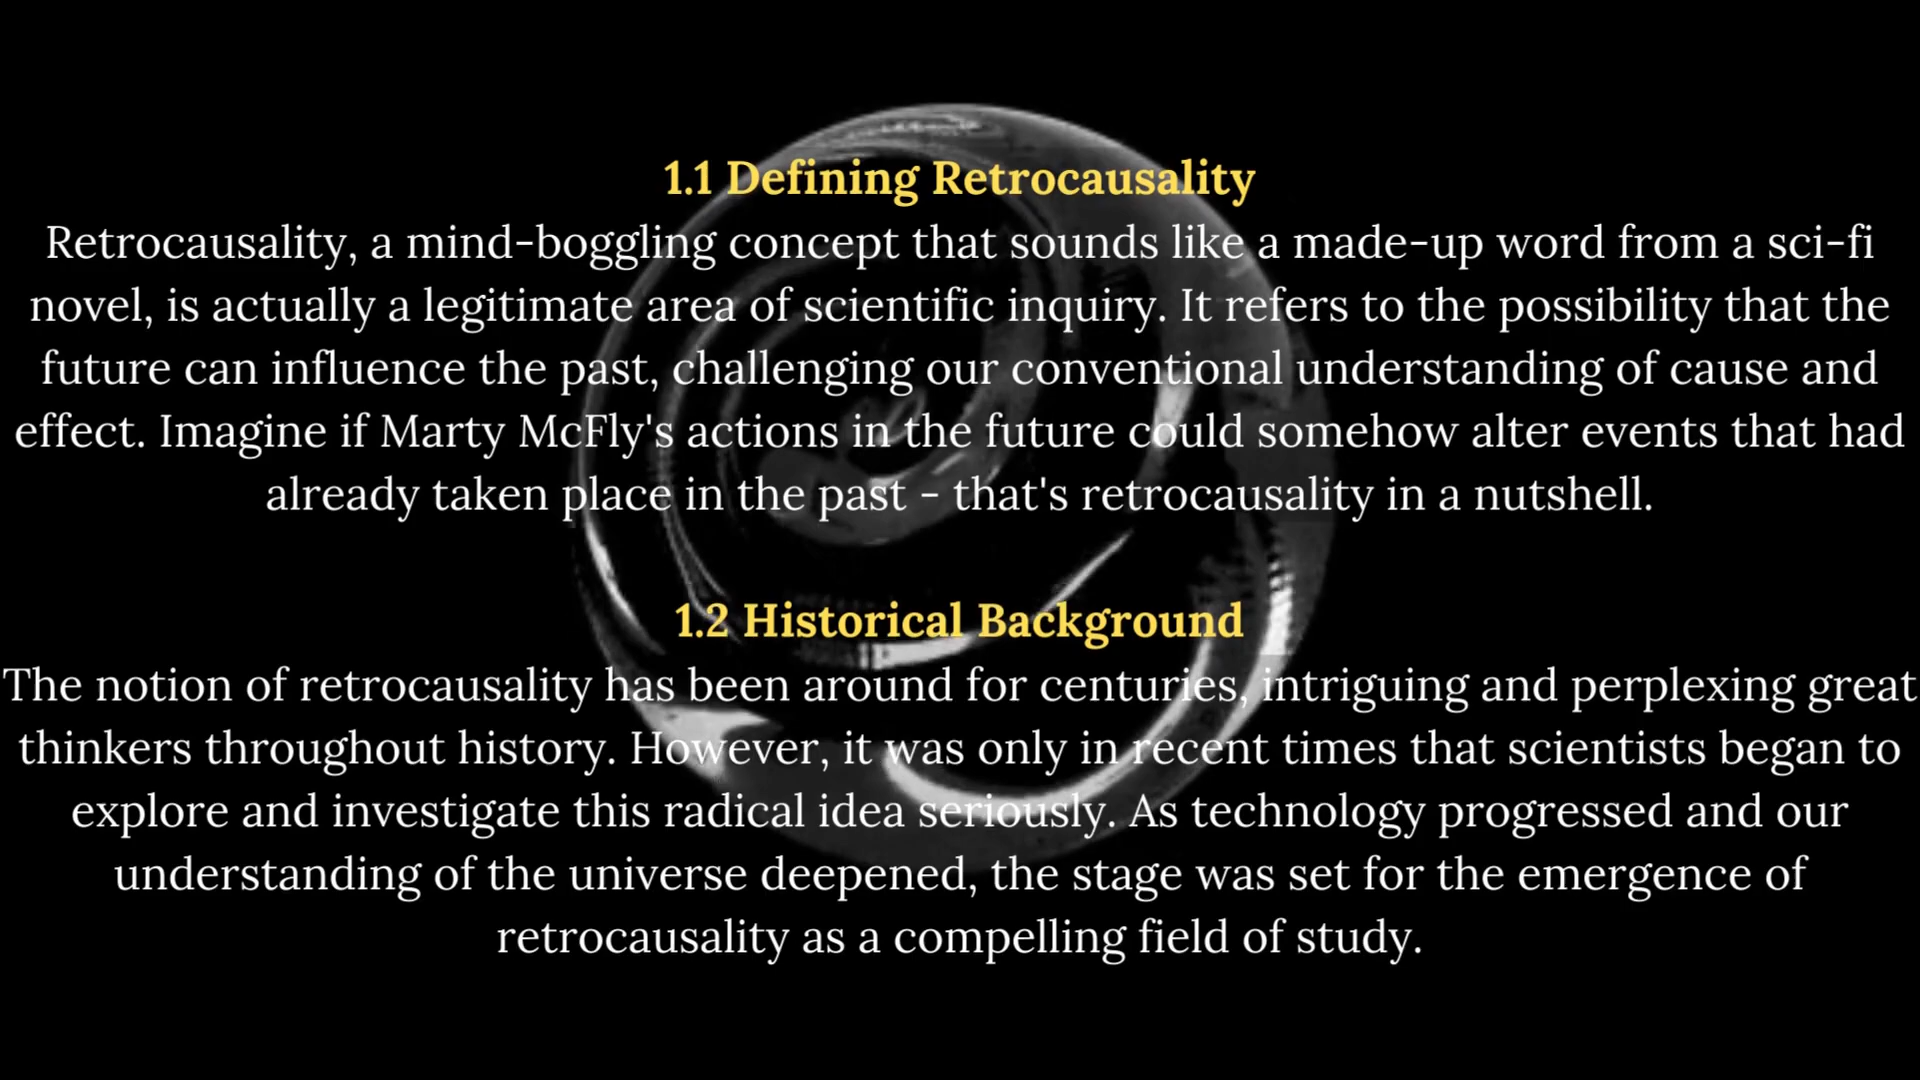 1.1 Defining Retrocausality
Retrocausality, a mind-boggling concept that sounds like a made-up word from a sci-fi
novel, is actually a legitimate area of scientific inquiry. It refers to the possibility that the
future can influence the past, challenging our conventional understanding of cause and
effect. Imagine if Marty McFly's actions in the future could somehow alter events that had
already taken place in the past - that's retrocausality in a nutshell.
1.2 Historical Background
The notion of retrocausality has been around for centuries, intriguing and perplexing great
thinkers throughout history. However, it was only in recent times that scientists began to
explore and investigate this radical idea seriously. As technology progressed and our
understanding of the universe deepened, the stage was set for the emergence of
retrocausality as a compelling field of study.